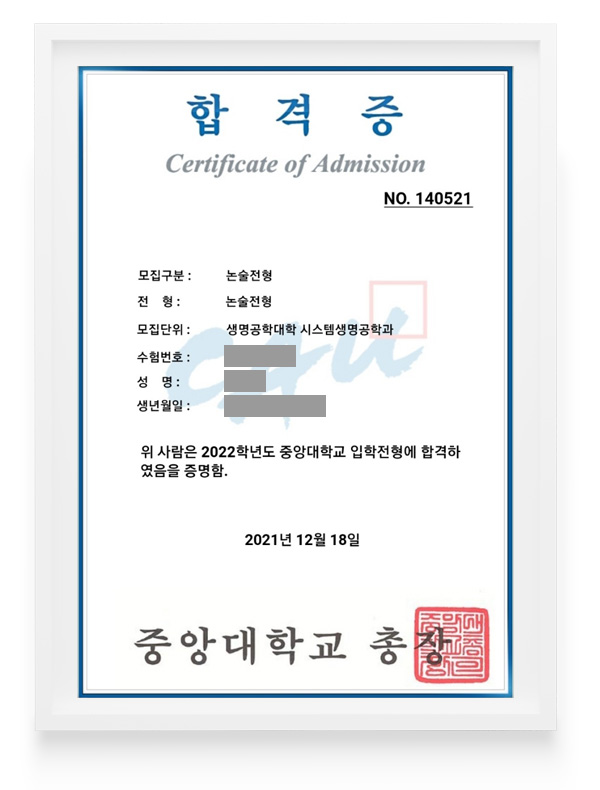 합 격 증
Certificate of Admission
NO. 140521
모집구분 : 논술전형
전 형 : 논술전형
모집단위 : 생명공학대학 시스템생명공학과
수험번호 :
성 명 :
생년월일 :
CAU
위 사람은 2022학년도 중앙대학교 입학전형에 합격하
였음을 증명함.
2021년 12월 18일
중앙대학교 총장